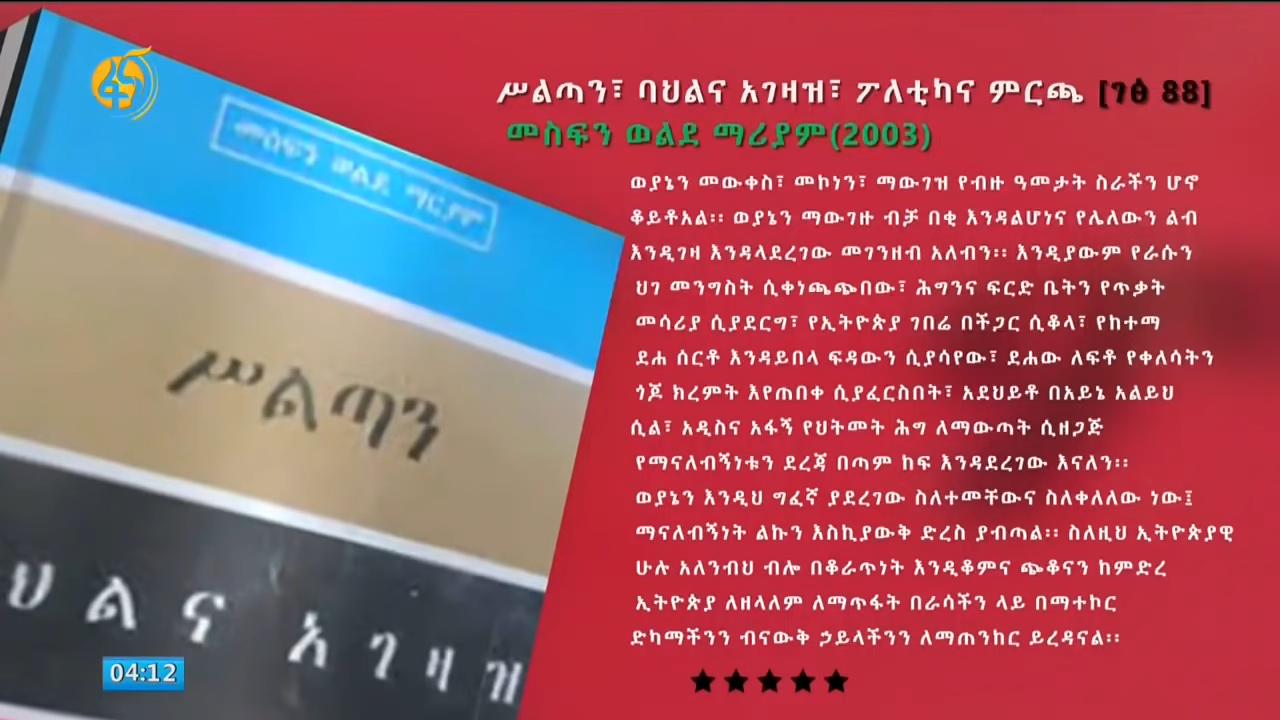 ሥልጣን፣ ባህልና አገዛዝ፣ ፖለቲካና ምርጫ [ገፅ 88]
መስፍን ወልደ ማሪያም(2003)
ወያኔን መውቀስ፣ መኮነን፣ ማውገዝ የብዙ ዓመታት ስራችን ሆኖ
ቆይቶአል፡፡ ወያኔን ማውገዙ ብቻ በቂ እንዳልሆነና የሌለውን ልብ
እንዲገዛ እንዳላደረገው መገንዘብ አለብን፡፡ እንዲያውም የራሱን
ህገ መንግስት ሲቀነጫጭበው፣ ሕግንና ፍርድ ቤትን የጥቃት
መሳሪያ ሲያደርግ፣ የኢትዮጵያ ገበሬ በችጋር ሲቆላ፣ የከተማ
ደሐ ሰርቶ እንዳይበላ ፍዳውን ሲያሳየው፣ ደሐው ለፍቶ የቀለሳትን
ጎጆ ክረምት እየጠበቀ ሲያፈርስበት፣ አደህይቶ በአይኔ አልይህ
ሲል፣ አዲስና አፋኝ የህትመት ሕግ ለማውጣት ሲዘጋጅ
የማናለብኝነቱን ደረጃ በጣም ከፍ እንዳደረገው እናለን፡፡
ወያኔን እንዲህ ግፈኛ ያደረገው ስለተመቸውና ስለቀለለው ነው፤
ማናለብኝነት ልኩን እስኪያውቅ ድረስ ያብጣል፡፡ ስለዚህ ኢትዮጵያዊ
ሁሉ አለንብህ ብሎ በቆራጥነት እንዲቆምና ጭቆናን ከምድረ
ኢትዮጵያ ለዘላለም ለማጥፋት በራሳችን ላይ በማተኮር
ድካማችንን ብናውቅ ኃይላችንን ለማጠንከር ይረዳናል፡፡
መስፍን ወልደ ማርያም
ሥልጣን
ህልና አገዛዝ
04:12